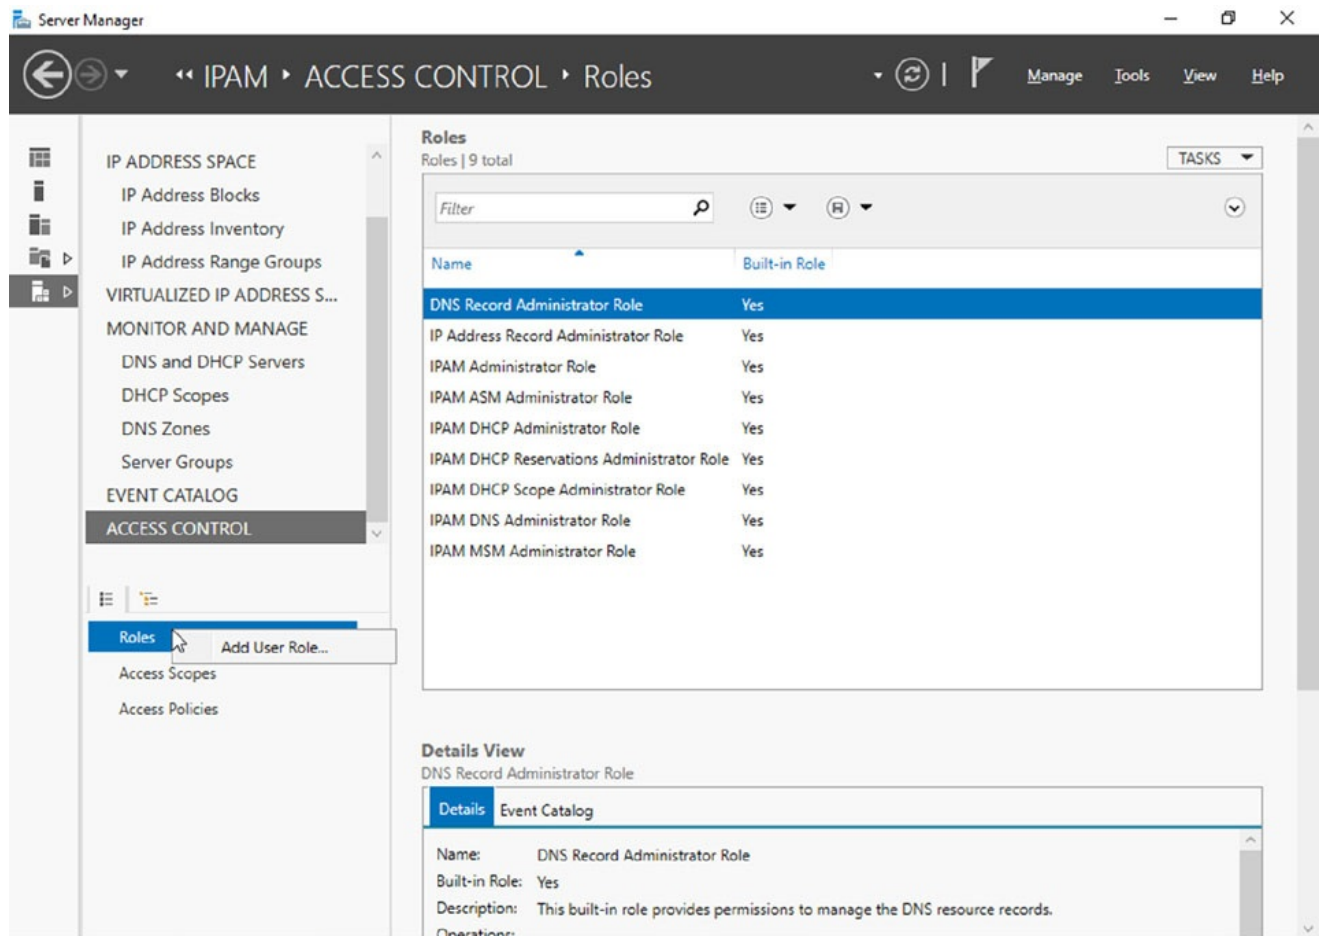 Server Manager
IPAM ‣ ACCESS CONTROL ‣ Roles
Manage Tools View Help
IP ADDRESS SPACE
IP Address Blocks
IP Address Inventory
IP Address Range Groups
VIRTUALIZED IP ADDRESS S...
MONITOR AND MANAGE
DNS and DHCP Servers
DHCP Scopes
DNS Zones
Server Groups
EVENT CATALOG
ACCESS CONTROL
Roles
Add User Role...
Access Scopes
Access Policies
Roles
Roles | 9 total
TASKS
Filter
Name Built-in Role
DNS Record Administrator Role Yes
IP Address Record Administrator Role Yes
IPAM Administrator Role Yes
IPAM ASM Administrator Role Yes
IPAM DHCP Administrator Role Yes
IPAM DHCP Reservations Administrator Role Yes
IPAM DHCP Scope Administrator Role Yes
IPAM DNS Administrator Role Yes
IPAM MSM Administrator Role Yes
Details View
DNS Record Administrator Role
Details Event Catalog
Name: DNS Record Administrator Role
Built-in Role: Yes
Description: This built-in role provides permissions to manage the DNS resource records.
Operations: